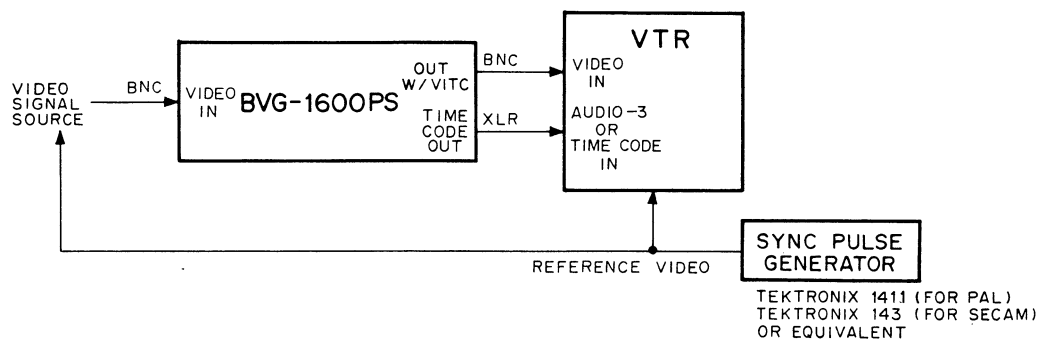 VIDEO
SIGNAL
SOURCE
BNC
VIDEO
IN
BVG-1600PS
OUT
W/VITC
TIME
CODE
OUT
BNC
XLR
VTR
VIDEO
IN
AUDIO-3
OR
TIME CODE
IN
REFERENCE VIDEO
SYNC PULSE
GENERATOR
TEKTRONIX 1411 (FOR PAL)
TEKTRONIX 143 (FOR SECAM)
OR EQUIVALENT